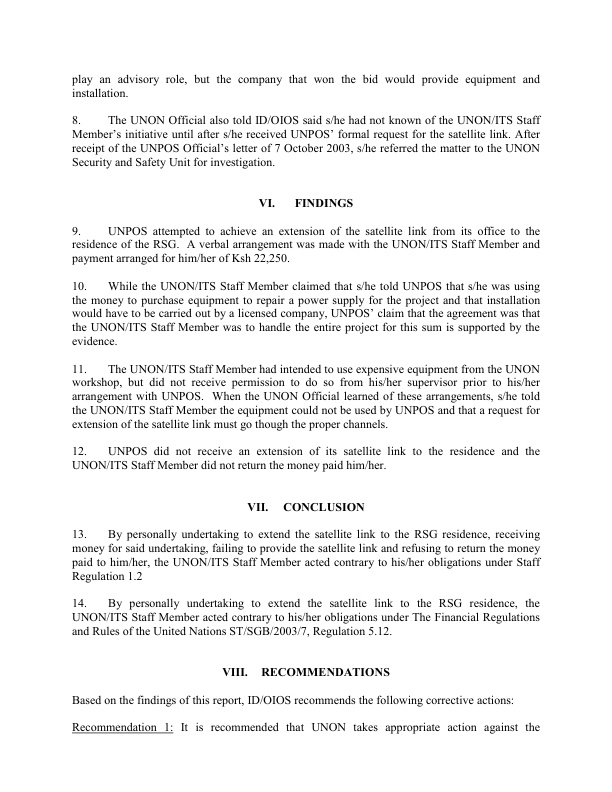 play an advisory role, but the company that won the bid would provide equipment and
installation.
8. The UNON Official also told ID/OIOS said s/he had not known of the UNON/ITS Staff
Member's initiative until after s/he received UNPOS' formal request for the satellite link. After
receipt of the UNPOS Official's letter of 7 October 2003, s/he referred the matter to the UNON
Security and Safety Unit for investigation.
VI. FINDINGS
9. UNPOS attempted to achieve an extension of the satellite link from its office to the
residence of the RSG. A verbal arrangement was made with the UNON/ITS Staff Member and
payment arranged for him/her of Ksh 22,250.
10. While the UNON/ITS Staff Member claimed that s/he told UNPOS that s/he was using
the money to purchase equipment to repair a power supply for the project and that installation
would have to be carried out by a licensed company, UNPOS' claim that the agreement was that
the UNON/ITS Staff Member was to handle the entire project for this sum is supported by the
evidence.
11. The UNON/ITS Staff Member had intended to use expensive equipment from the UNON
workshop, but did not receive permission to do so from his/her supervisor prior to his/her
arrangement with UNPOS. When the UNON Official learned of these arrangements, s/he told
the UNON/ITS Staff Member the equipment could not be used by UNPOS and that a request for
extension of the satellite link must go though the proper channels.
12. UNPOS did not receive an extension of its satellite link to the residence and the
UNON/ITS Staff Member did not return the money paid him/her.
VII. CONCLUSION
13. By personally undertaking to extend the satellite link to the RSG residence, receiving
money for said undertaking, failing to provide the satellite link and refusing to return the money
paid to him/her, the UNON/ITS Staff Member acted contrary to his/her obligations under Staff
Regulation 1.2
14. By personally undertaking to extend the satellite link to the RSG residence, the
UNON/ITS Staff Member acted contrary to his/her obligations under The Financial Regulations
and Rules of the United Nations ST/SGB/2003/7, Regulation 5.12.
VIII. RECOMMENDATIONS
Based on the findings of this report, ID/OIOS recommends the following corrective actions:
Recommendation 1: It is recommended that UNON takes appropriate action against the